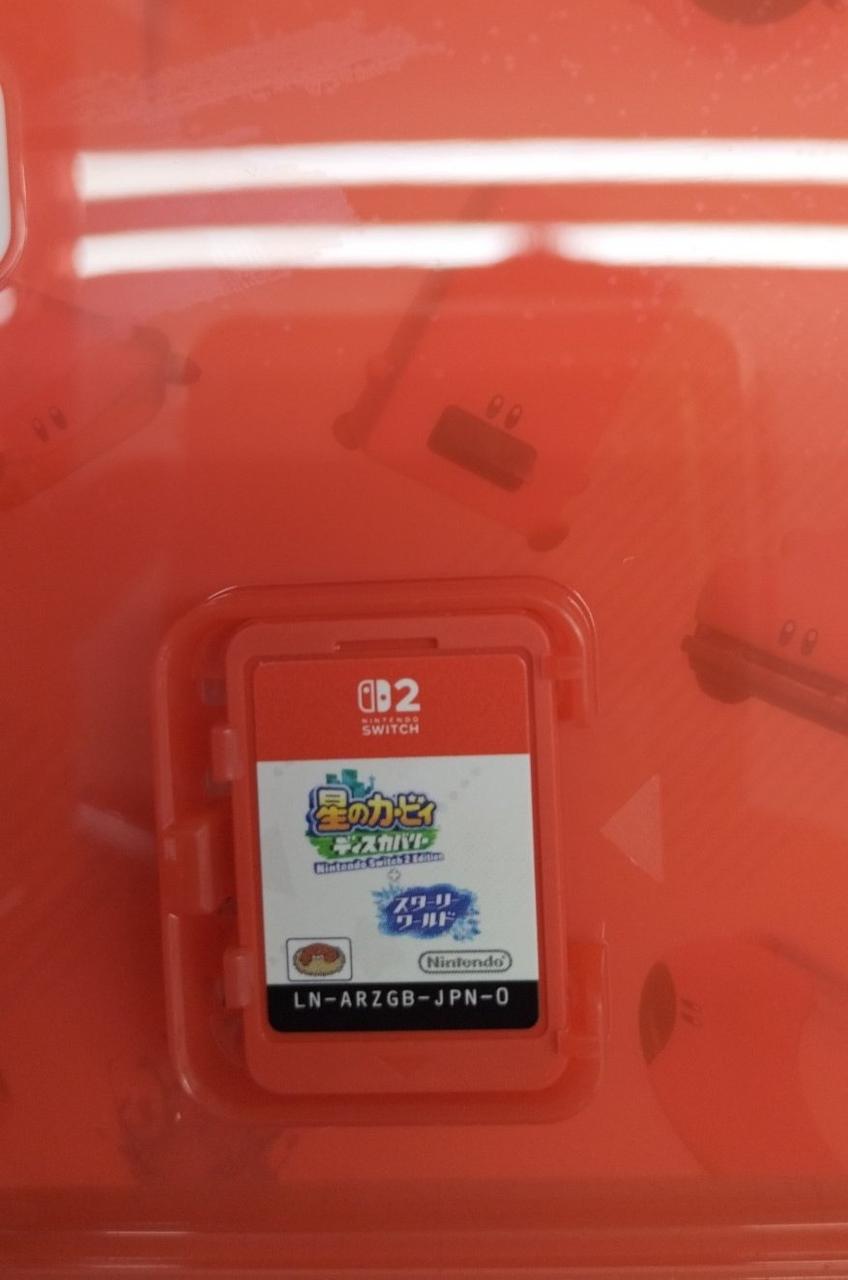 2
NINTENDO
SWITCH
星のカービィ
ディスカバリー
Nintendo Switch 2 Edition
+
スターリー
ワールド
Nintendo
LN-ARZGB-JPN-0